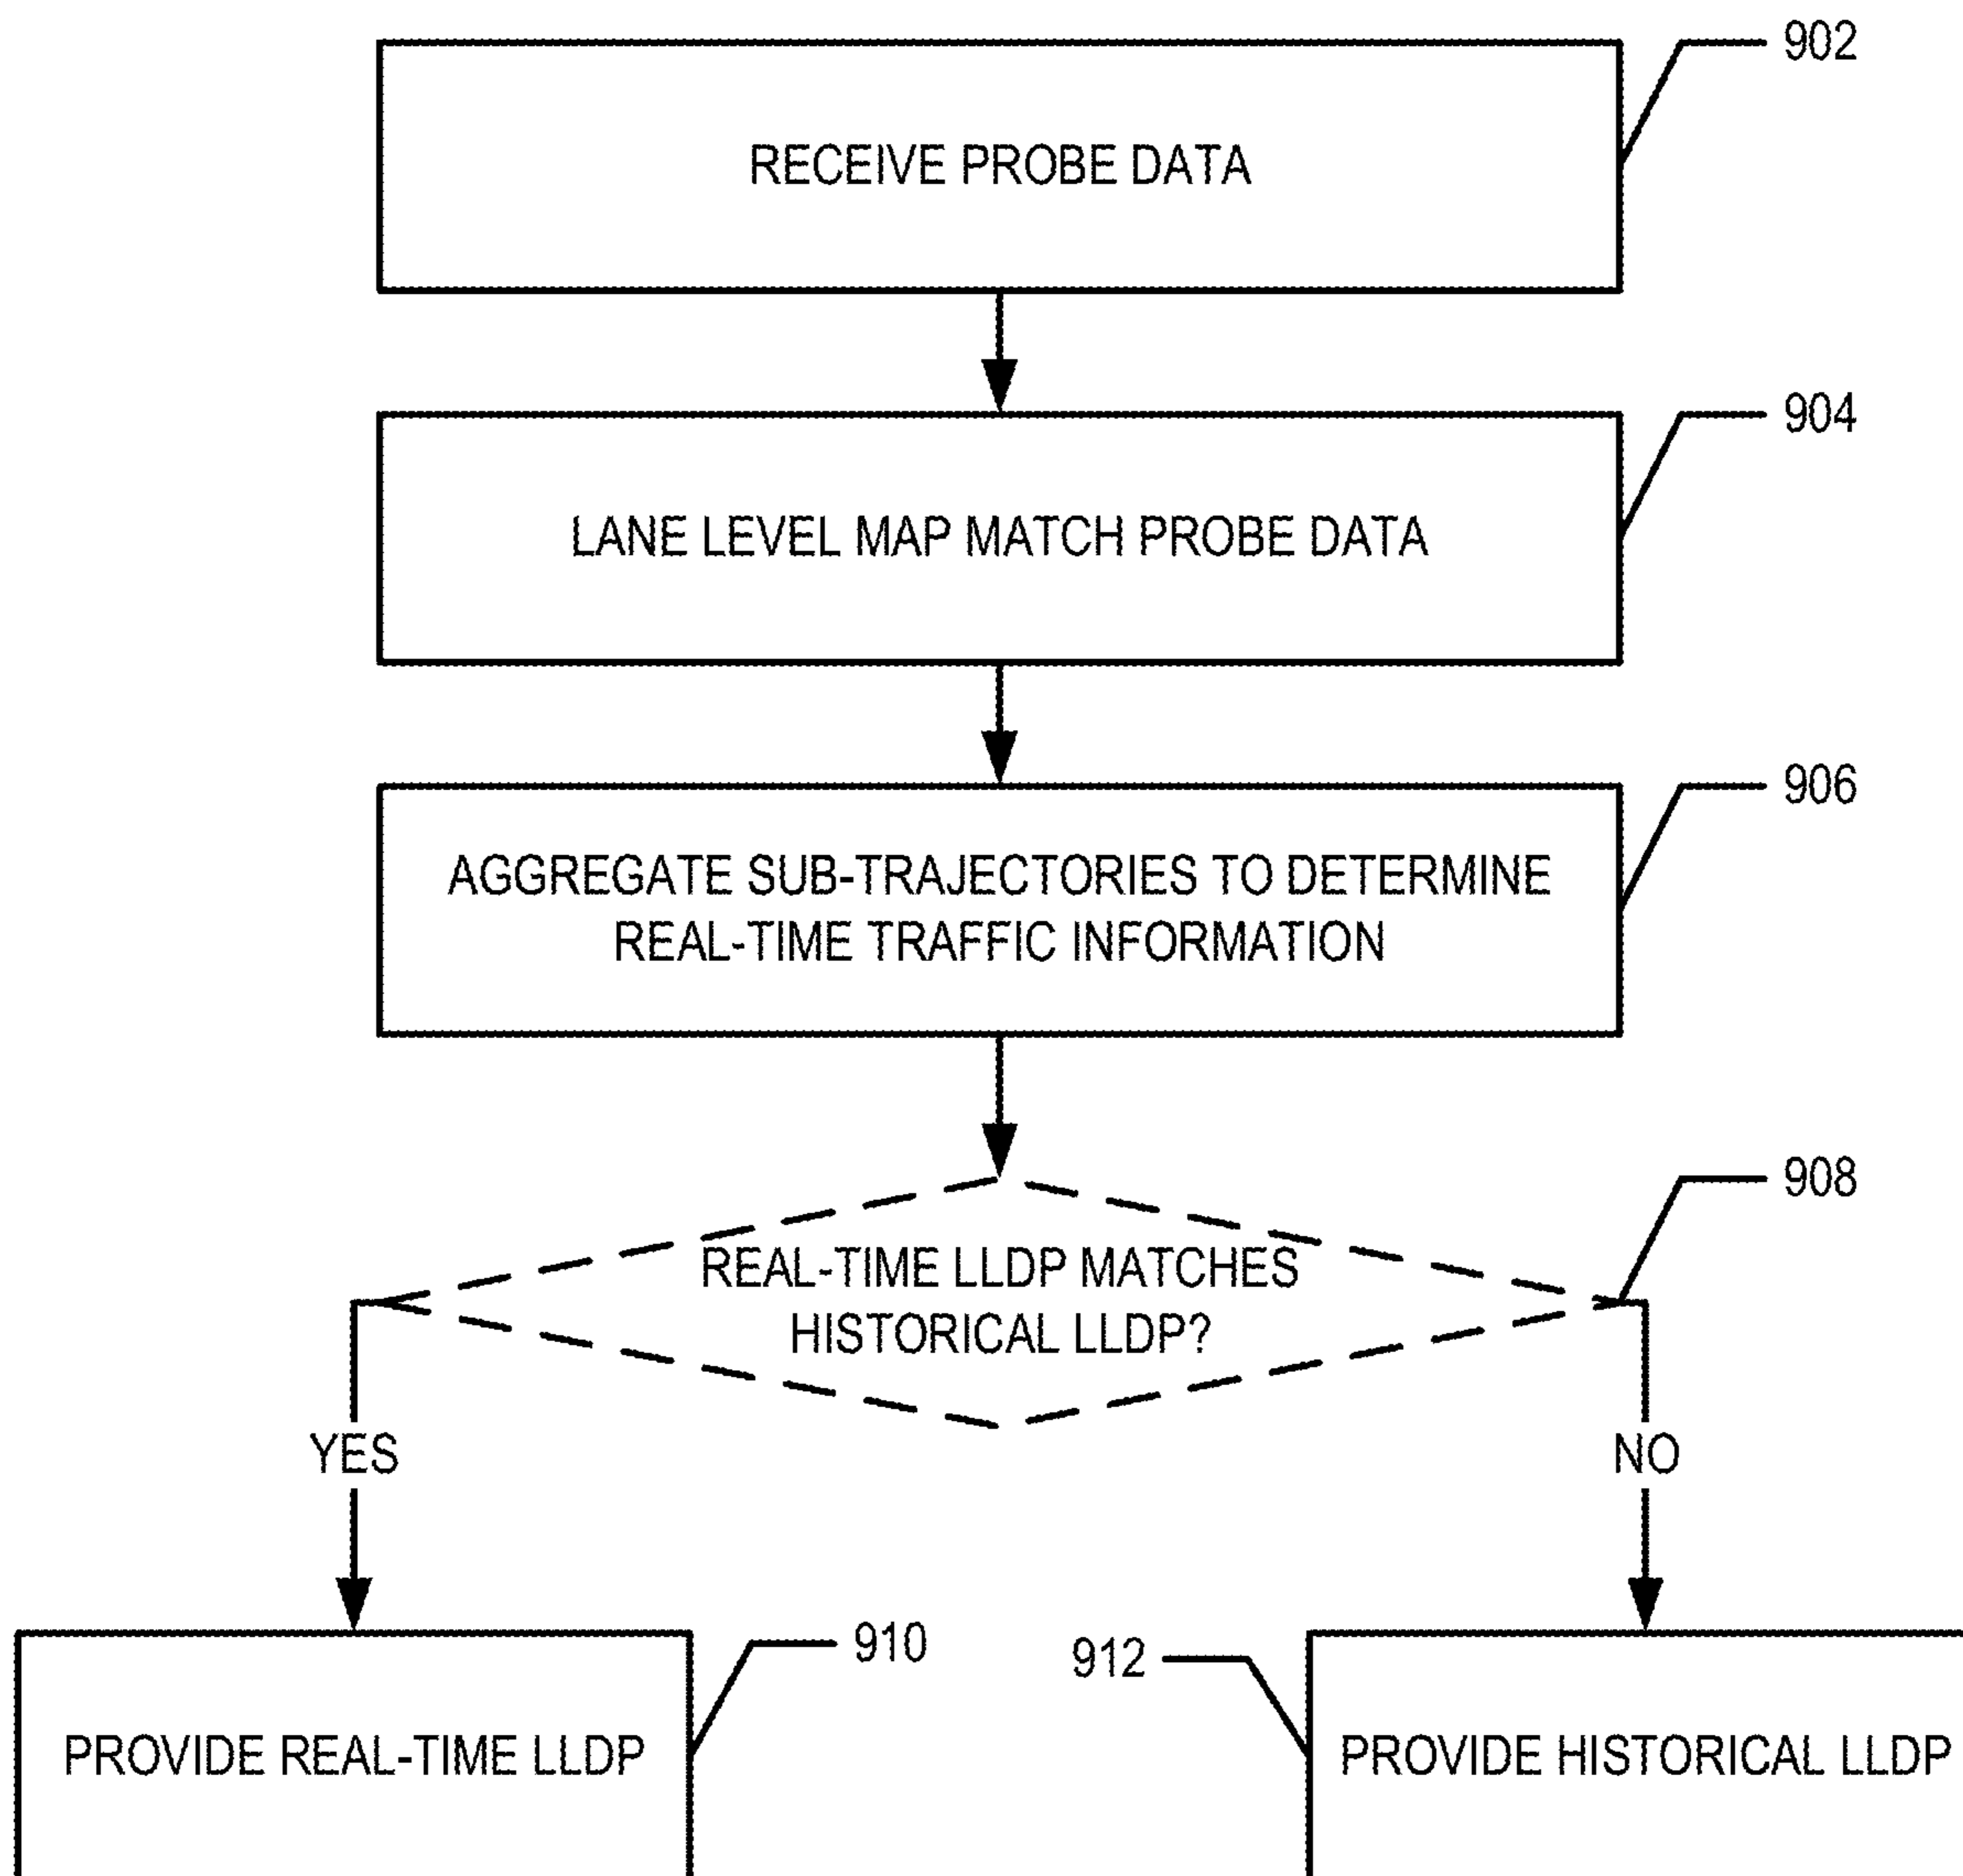 902
RECEIVE PROBE DATA
904
LANE LEVEL MAP MATCH PROBE DATA
906
AGGREGATE SUB-TRAJECTORIES TO DETERMINE
REAL-TIME TRAFFIC INFORMATION
908
REAL-TIME LLDP MATCHES
HISTORICAL LLDP?
YES
NO
910
912
PROVIDE REAL-TIME LLDP
PROVIDE HISTORICAL LLDP